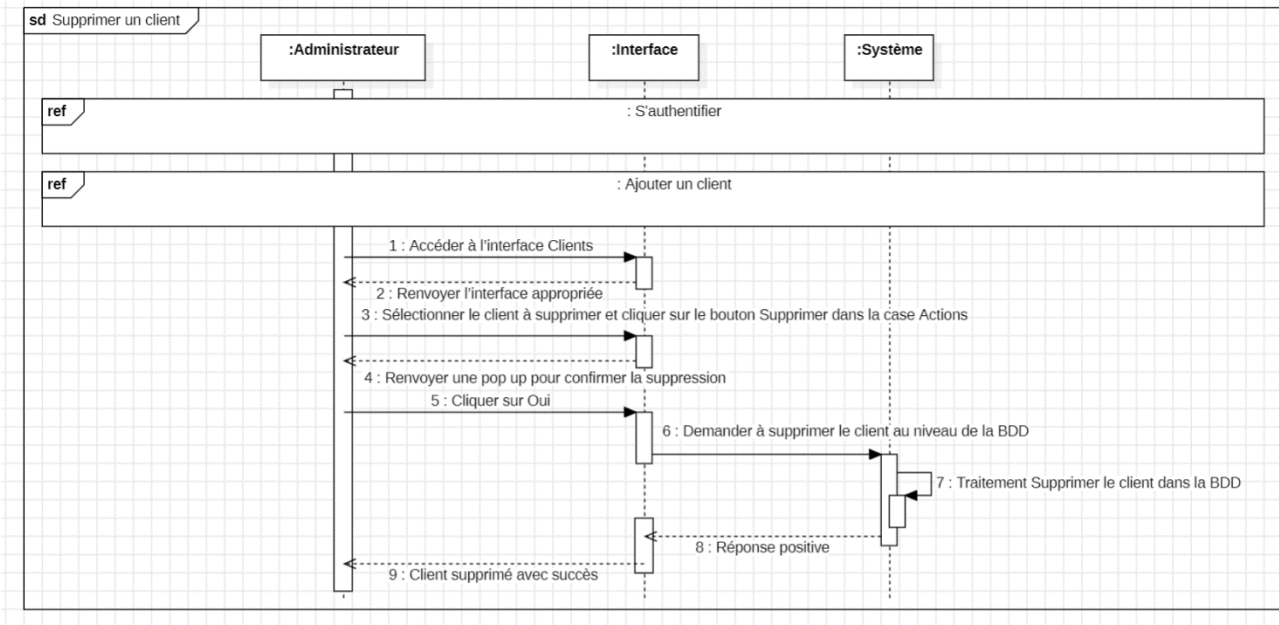 sd Supprimer un client
:Administrateur
:Interface
:Système
ref
: S'authentifier
ref
: Ajouter un client
1 : Accéder à l'interface Clients
2 : Renvoyer l'interface appropriée
3 : Sélectionner le client à supprimer et cliquer sur le bouton Supprimer dans la case Actions
4 : Renvoyer une pop up pour confirmer la suppression
5 : Cliquer sur Oui
6 : Demander à supprimer le client au niveau de la BDD
7 : Traitement Supprimer le client dans la BDD
8 : Réponse positive
9 : Client supprimé avec succès